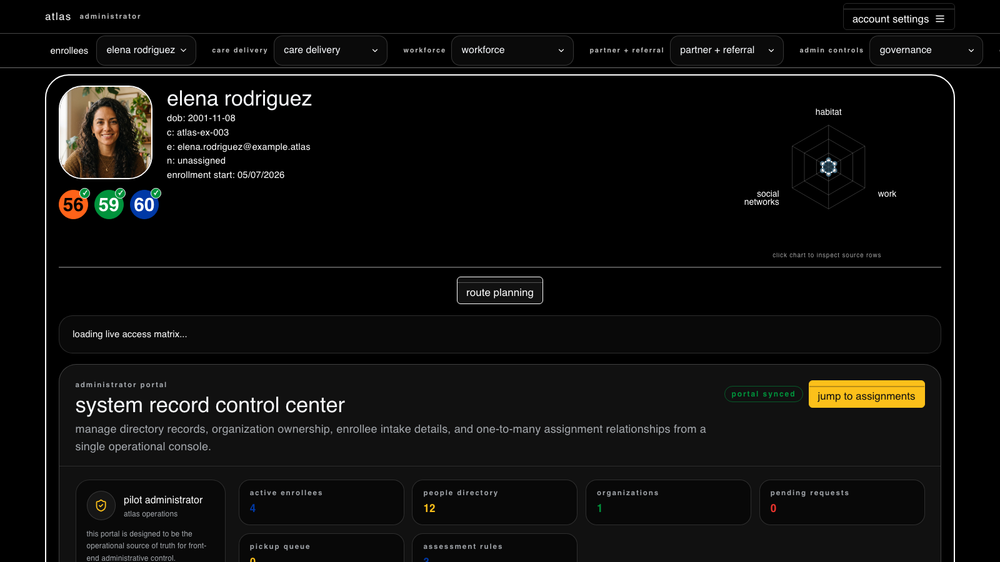 atlas administrator
account settings
enrollees elena rodriguez care delivery care delivery workforce workforce partner + referral partner + referral admin controls governance
elena rodriguez
dob: 2001-11-08
c: atlas-ex-003
e: elena.rodriguez@example.atlas
n: unassigned
enrollment start: 05/07/2026
56 59 60
habitat
social
networks
work
click chart to inspect source rows
route planning
loading live access matrix...
administrator portal
system record control center
manage directory records, organization ownership, enrollee intake details, and one-to-many assignment relationships from a
single operational console.
portal synced
jump to assignments
pilot administrator
atlas operations
this portal is designed to be the
operational source of truth for front-
end administrative control.
active enrollees
4
people directory
12
organizations
1
pending requests
0
pickup queue
0
assessment rules